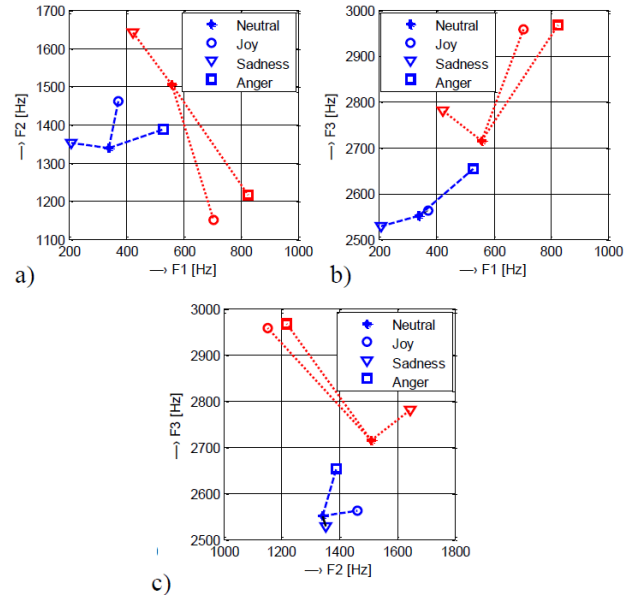 1700
1600
1500
1400
1300
1200
1100
200 400 600 800 1000
—› F2 [Hz]
—› F1 [Hz]
Neutral
Joy
Sadness
Anger
a)
3000
2900
2800
2700
2600
2500
200 400 600 800 1000
—› F3 [Hz]
—› F1 [Hz]
Neutral
Joy
Sadness
Anger
b)
3000
2900
2800
2700
2600
2500
1000 1200 1400 1600 1800
—› F3 [Hz]
—› F2 [Hz]
Neutral
Joy
Sadness
Anger
c)